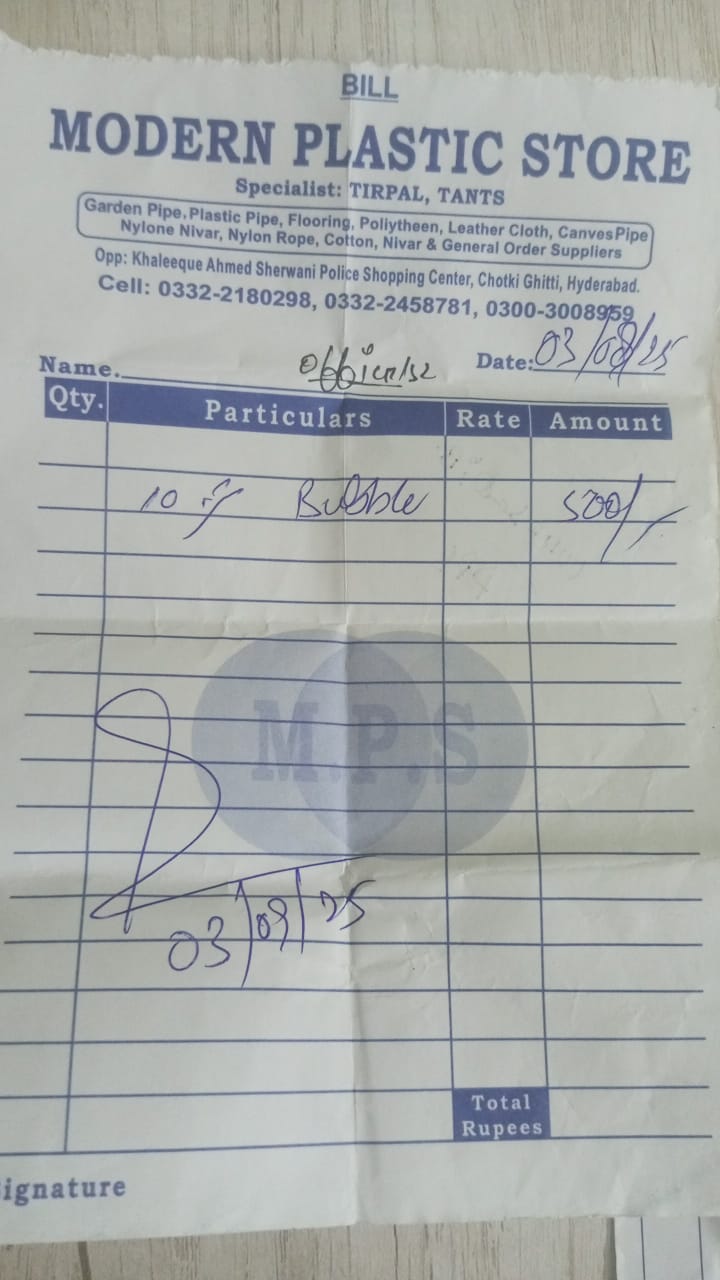 BILL
MODERN PLASTIC STORE
Specialist: TIRPAL, TANTS
Garden Pipe, Plastic Pipe, Flooring, Poliytheen, Leather Cloth, Canves Pipe
Nylone Nivar, Nylon Rope, Cotton, Nivar & General Order Suppliers
Opp: Khaleeque Ahmed Sherwani Police Shopping Center, Chotki Ghitti, Hyderabad.
Cell: 0332-2180298, 0332-2458781, 0300-3008959
Name. Date: 03/09/25
Qty. Particulars Rate Amount
10 Bubble 500/-
M.P.S
03/09/25
Total
Rupees
ignature